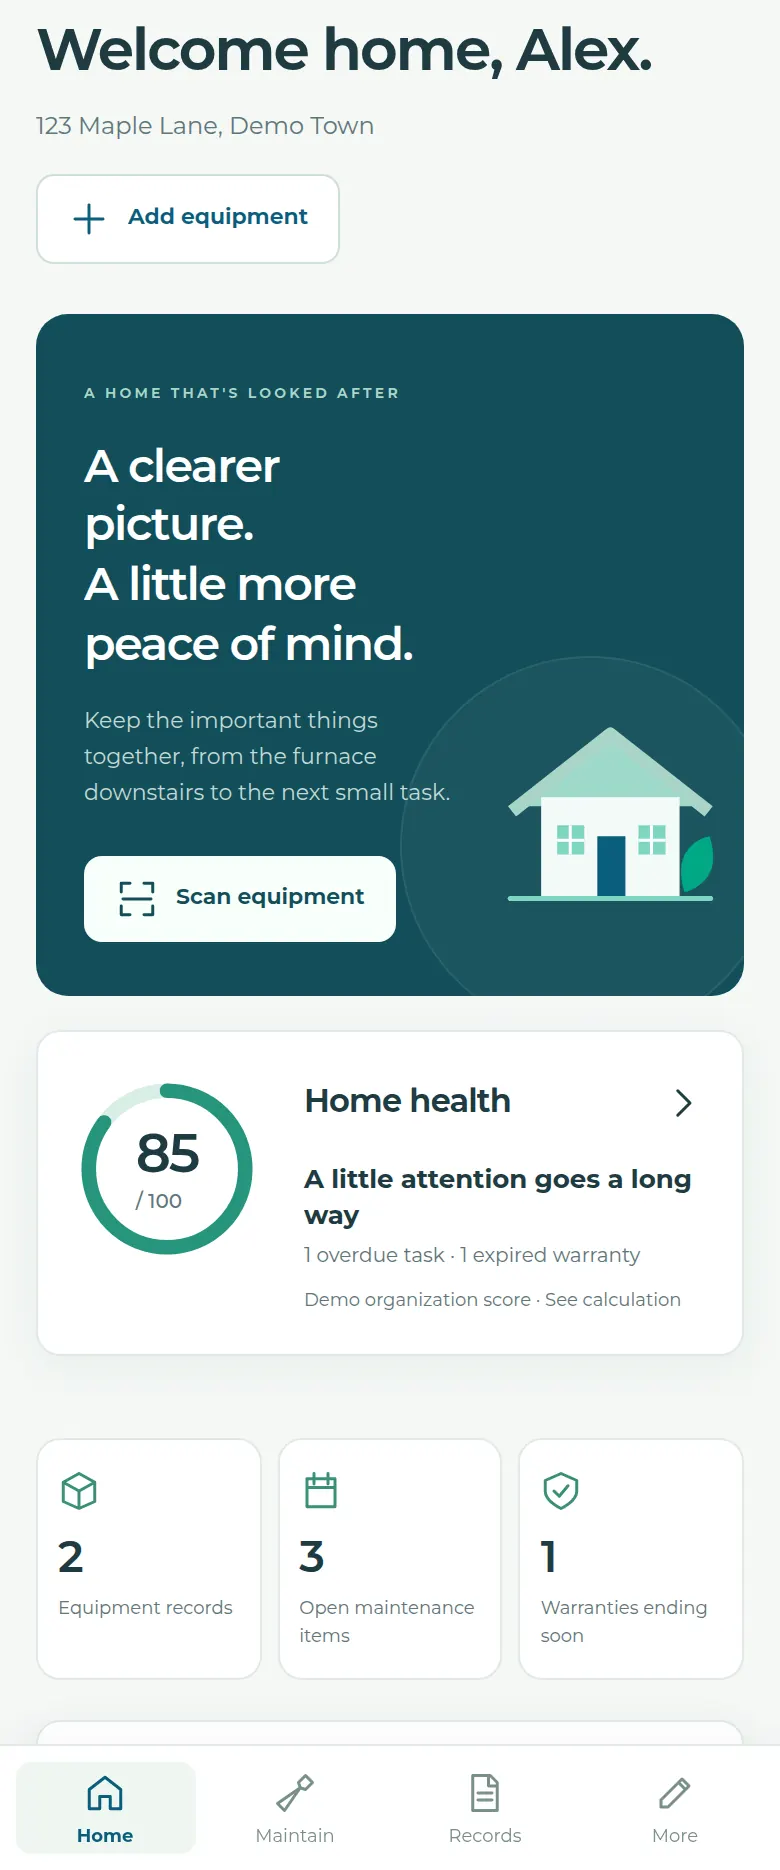 Welcome home, Alex.
123 Maple Lane, Demo Town
Add equipment
A HOME THAT'S LOOKED AFTER
A clearer
picture.
A little more
peace of mind.
Keep the important things
together, from the furnace
downstairs to the next small task.
Scan equipment
85
/ 100
Home health
A little attention goes a long
way
1 overdue task · 1 expired warranty
Demo organization score · See calculation
2
Equipment records
3
Open maintenance
items
1
Warranties ending
soon
Home
Maintain
Records
More